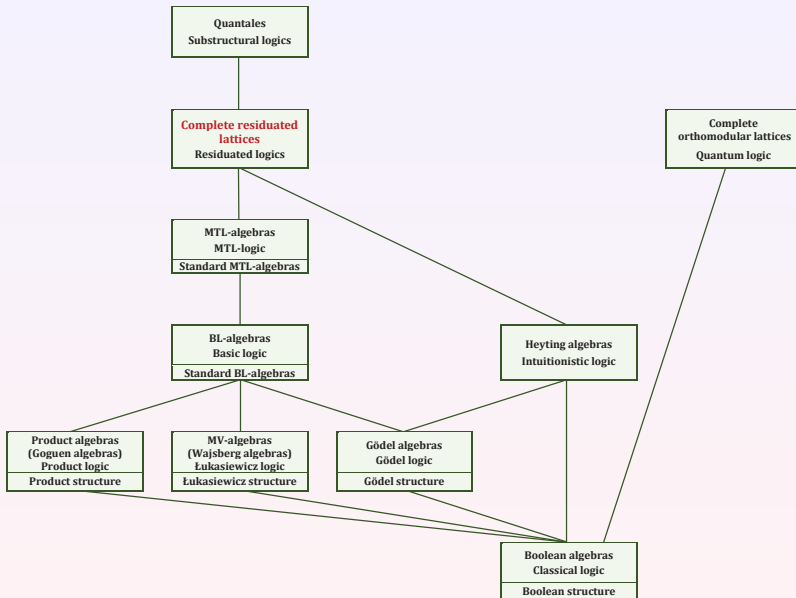 Quantales
Substructural logics
Complete residuated
lattices
Residuated logics
Complete
orthomodular lattices
Quantum logic
MTL-algebras
MTL-logic
Standard MTL-algebras
BL-algebras
Basic logic
Standard BL-algebras
Heyting algebras
Intuitionistic logic
Product algebras
(Goguen algebras)
Product logic
Product structure
MV-algebras
(Wajsberg algebras)
Łukasiewicz logic
Łukasiewicz structure
Gödel algebras
Gödel logic
Gödel structure
Boolean algebras
Classical logic
Boolean structure